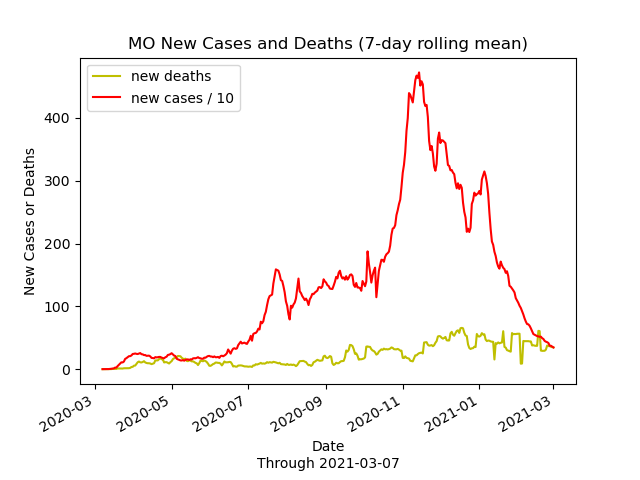 MO New Cases and Deaths (7-day rolling mean)
new deaths
new cases / 10
New Cases or Deaths
400
300
200
100
0
2020-03
2020-05
2020-07
2020-09
2020-11
2021-01
2021-03
Date
Through 2021-03-07